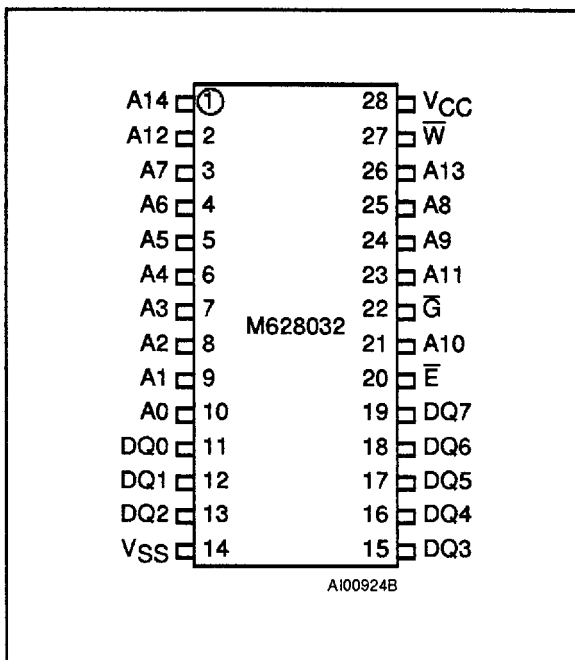 A14 1 28 VCC
A12 2 27 W̅
A7 3 26 A13
A6 4 25 A8
A5 5 24 A9
A4 6 23 A11
A3 7 22 G̅
M628032
A2 8 21 A10
A1 9 20 E̅
A0 10 19 DQ7
DQ0 11 18 DQ6
DQ1 12 17 DQ5
DQ2 13 16 DQ4
VSS 14 15 DQ3
AI00924B